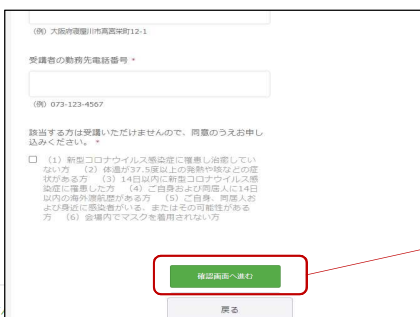 (例) 大阪府寝屋川市高宮栄町12-1
受講者の勤務先電話番号 *
(例) 073-123-4567
該当する方は受講いただけませんので、同意のうえお申し
込みください。 *
(1) 新型コロナウイルス感染症に罹患し治癒してい
ない方 (2) 体温が37.5度以上の発熱や咳などの症
状がある方 (3) 14日以内に新型コロナウイルス感
染症に罹患した方 (4) ご自身および同居人に14日
以内の海外渡航歴がある方 (5) ご自身、同居人お
よび身近に感染者がいる、またはその可能性がある
方 (6) 会場内でマスクを着用されない方
確認画面へ進む
戻る